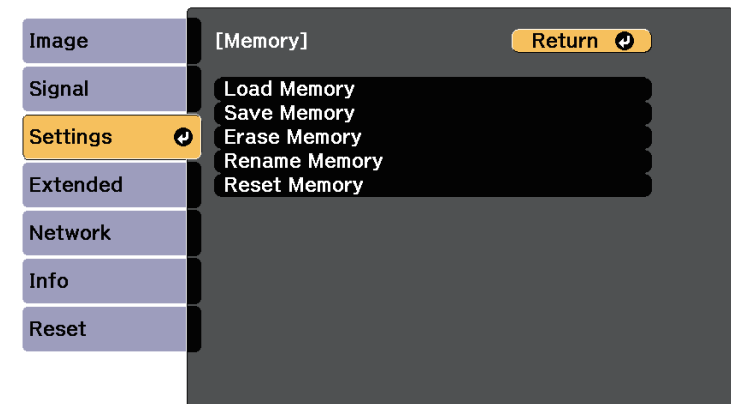 Image
Signal
Settings
Extended
Network
Info
Reset
[Memory]
Return
Load Memory
Save Memory
Erase Memory
Rename Memory
Reset Memory